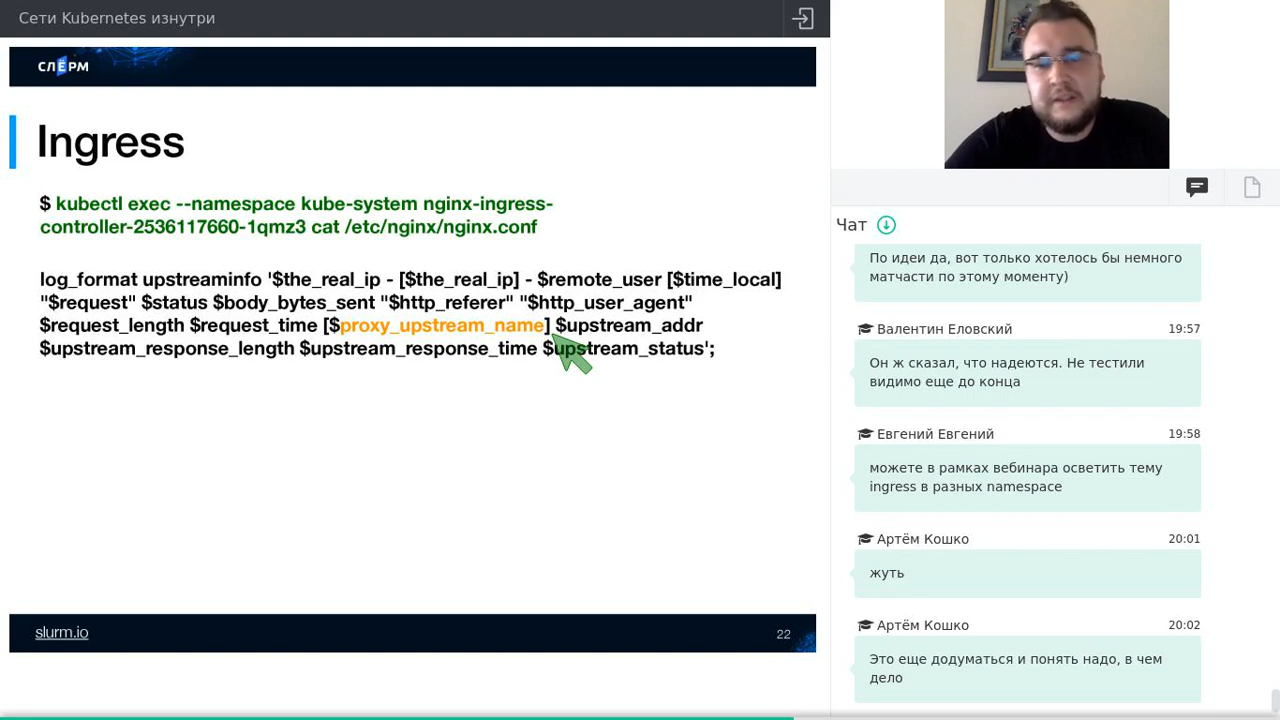 Сети Kubernetes изнутри
СЛЁРМ
Ingress
$ kubectl exec --namespace kube-system nginx-ingress-
controller-2536117660-1qmz3 cat /etc/nginx/nginx.conf
log_format upstreaminfo '$the_real_ip - [$the_real_ip] - $remote_user [$time_local]
"$request" $status $body_bytes_sent "$http_referer" "$http_user_agent"
$request_length $request_time [$proxy_upstream_name] $upstream_addr
$upstream_response_length $upstream_response_time $upstream_status';
slurm.io
22
Чат
По идеи да, вот только хотелось бы немного
матчасти по этому моменту)
Валентин Еловский 19:57
Он ж сказал, что надеются. Не тестили
видимо еще до конца
Евгений Евгений 19:58
можете в рамках вебинара осветить тему
ingress в разных namespace
Артём Кошко 20:01
жуть
Артём Кошко 20:02
Это еще додуматься и понять надо, в чем
дело